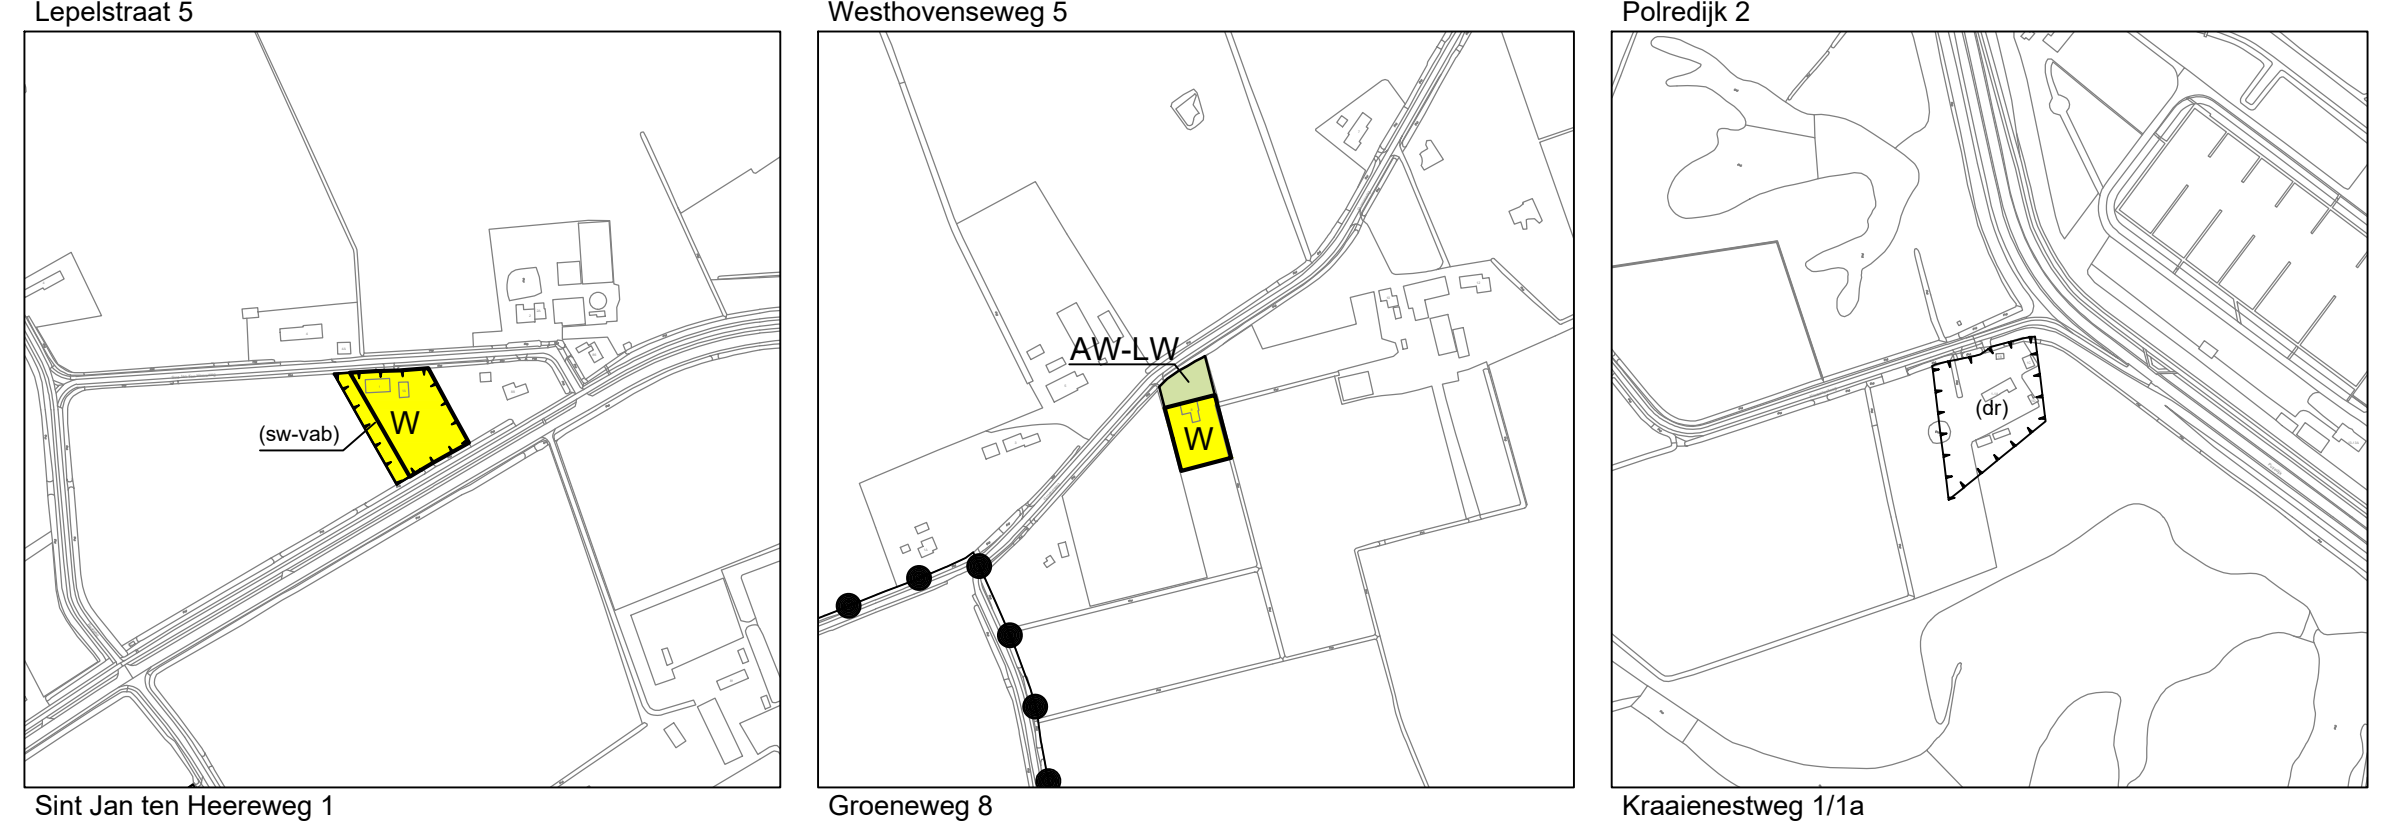 Lepelstraat 5
Westhovenseweg 5
Polredijk 2
(sw-vab)
W
AW-LW
W
(dr)
Sint Jan ten Heereweg 1
Groeneweg 8
Kraaienestweg 1/1a